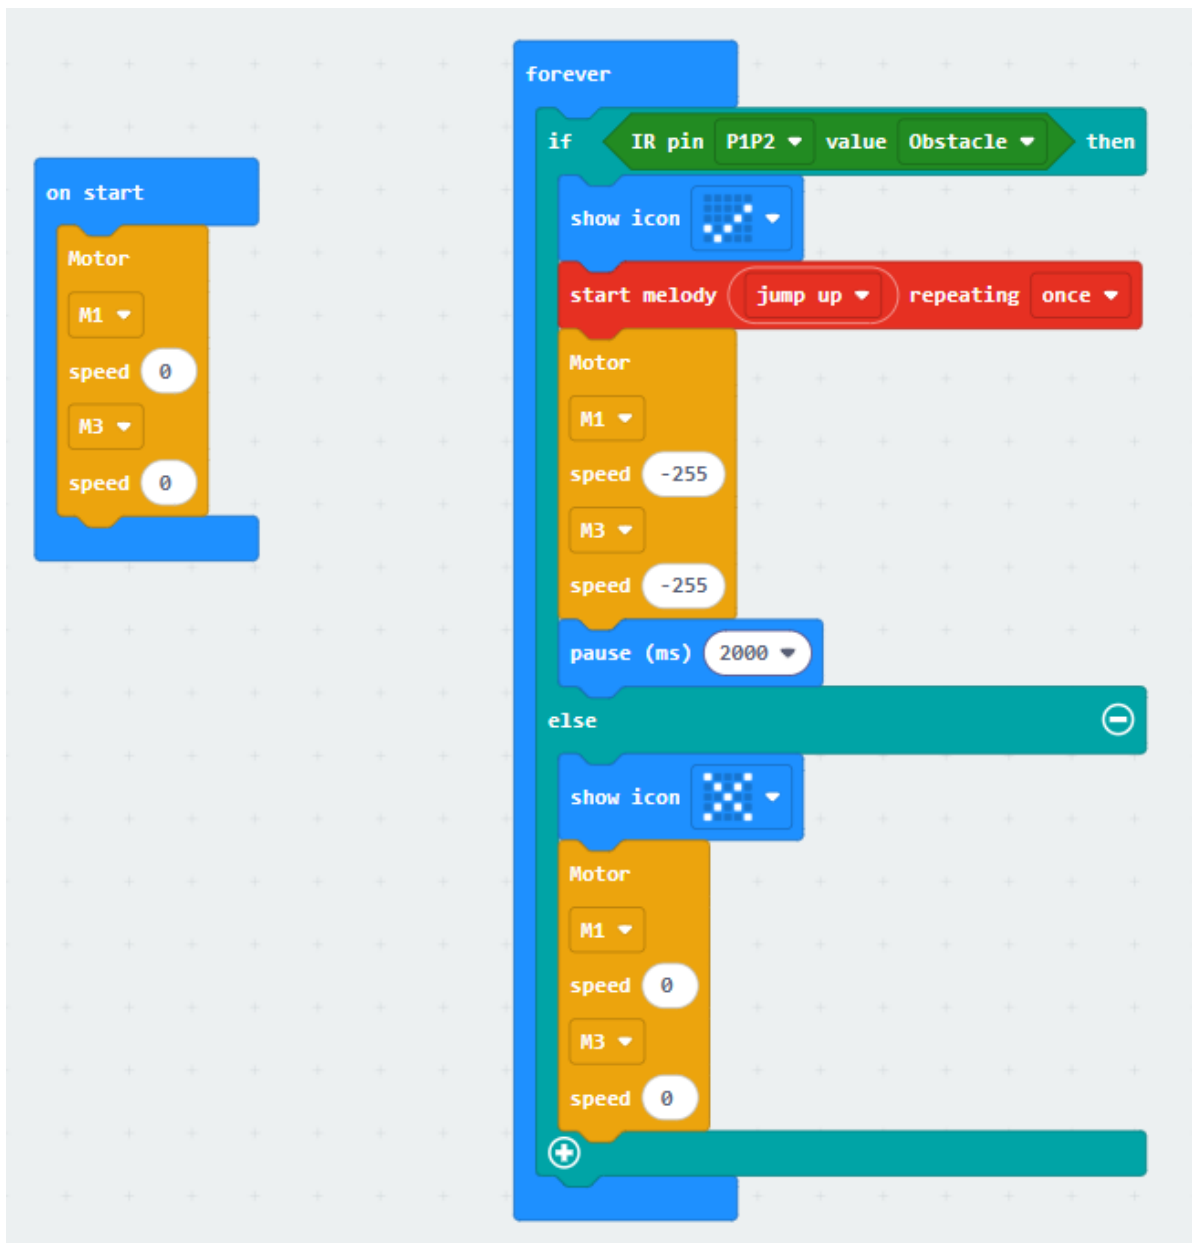 on start
Motor
M1
speed 0
M3
speed 0
forever
if IR pin P1P2 value Obstacle then
show icon
start melody jump up repeating once
Motor
M1
speed -255
M3
speed -255
pause (ms) 2000
else
show icon
Motor
M1
speed 0
M3
speed 0